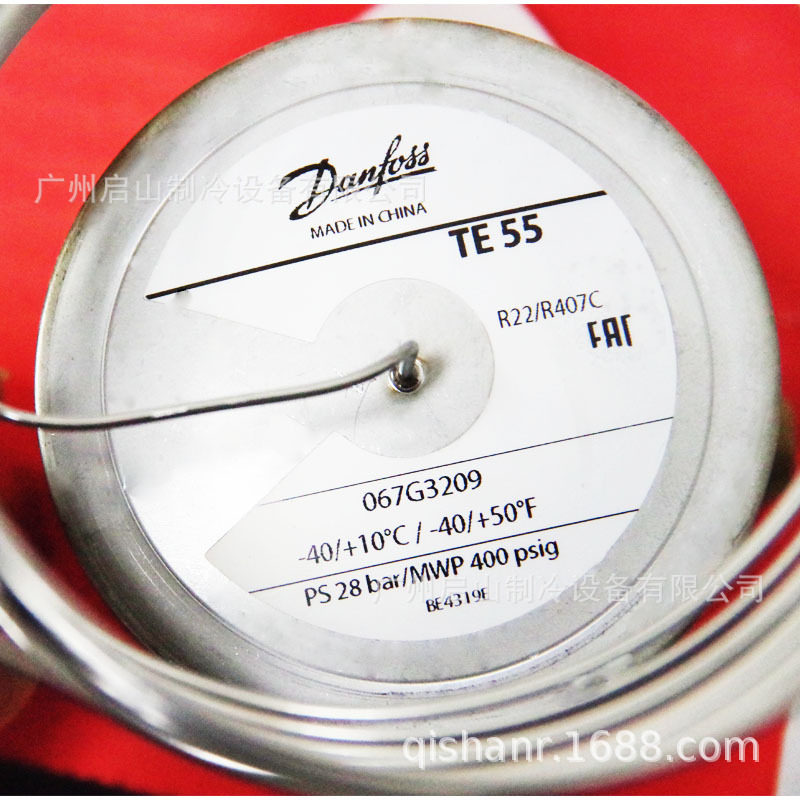 Danfoss
广州启山制冷设备有限公司
MADE IN CHINA
TE 55
R22/R407C
EAC
067G3209
-40/+10°C / -40/+50°F
PS 28 bar/MWP 400 psig
广州启山制冷设备有限公司
BE4319E
qishanr.1688.com